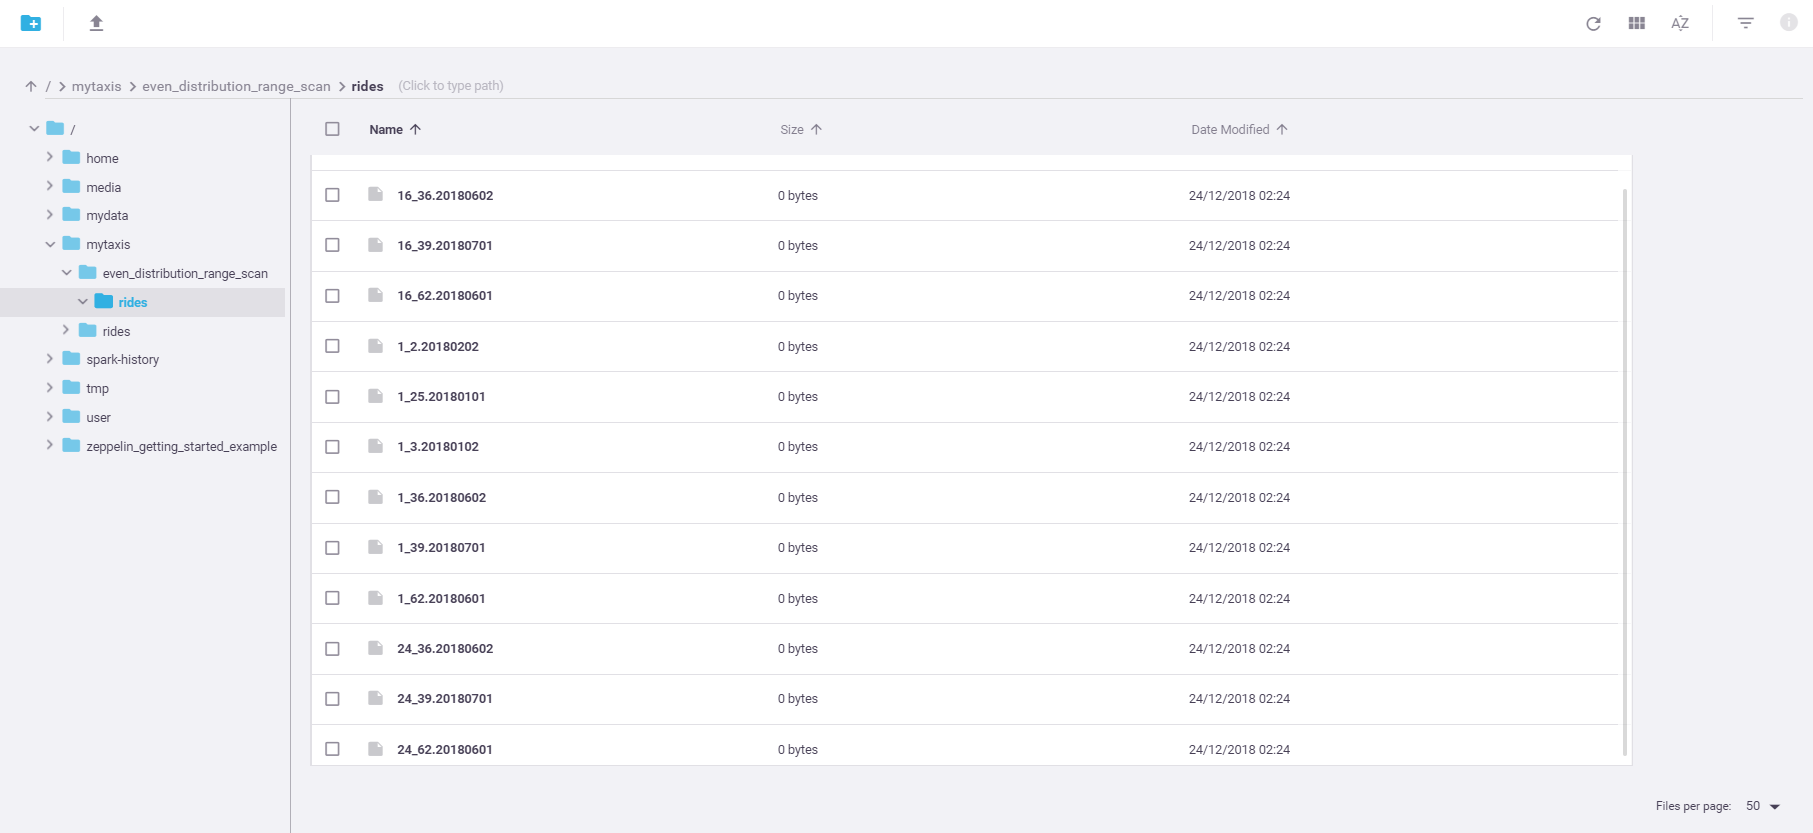 AZ
/ mytaxis even_distribution_range_scan rides (Click to type path)
/
home
media
mydata
mytaxis
even_distribution_range_scan
rides
rides
spark-history
tmp
user
zeppelin_getting_started_example
Name Size Date Modified
16_36.20180602 0 bytes 24/12/2018 02:24
16_39.20180701 0 bytes 24/12/2018 02:24
16_62.20180601 0 bytes 24/12/2018 02:24
1_2.20180202 0 bytes 24/12/2018 02:24
1_25.20180101 0 bytes 24/12/2018 02:24
1_3.20180102 0 bytes 24/12/2018 02:24
1_36.20180602 0 bytes 24/12/2018 02:24
1_39.20180701 0 bytes 24/12/2018 02:24
1_62.20180601 0 bytes 24/12/2018 02:24
24_36.20180602 0 bytes 24/12/2018 02:24
24_39.20180701 0 bytes 24/12/2018 02:24
24_62.20180601 0 bytes 24/12/2018 02:24
Files per page: 50